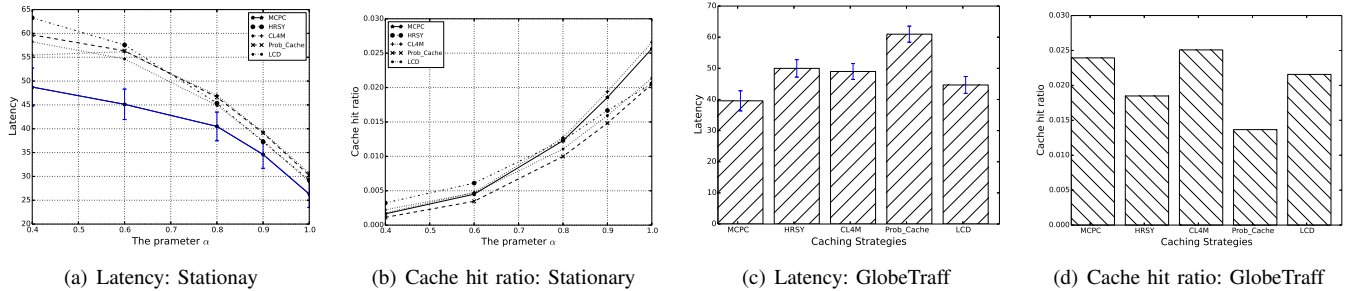 65
60
55
50
45
40
35
30
25
20
0.4 0.5 0.6 0.7 0.8 0.9 1.0
Latency
The prameter α
MCPC
HRSY
CL4M
Prob_Cache
LCD
(a) Latency: Stationay
0.030
0.025
0.020
0.015
0.010
0.005
0.000
0.4 0.5 0.6 0.7 0.8 0.9 1.0
Cache hit ratio
The prameter α
MCPC
HRSY
CL4M
Prob_Cache
LCD
(b) Cache hit ratio: Stationary
70
60
50
40
30
20
10
0
Latency
MCPC HRSY CL4M Prob_Cache LCD
Caching Strategies
(c) Latency: GlobeTraff
0.030
0.025
0.020
0.015
0.010
0.005
0.000
Cache hit ratio
MCPC HRSY CL4M Prob_Cache LCD
Caching Strategies
(d) Cache hit ratio: GlobeTraff